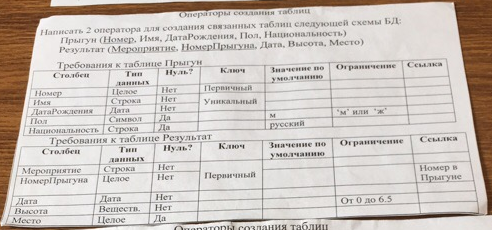 Операторы создания таблиц
Написать 2 оператора для создания связанных таблиц следующей схемы БД:
Прыгун (Номер, Имя, ДатаРождения, Пол, Национальность)
Результат (Мероприятие, НомерПрыгуна, Дата, Высота, Место)
Требования к таблице Прыгун
Столбец Тип данных Нуль? Ключ Значение по умолчанию Ограничение Ссылка
Номер Целое Нет Первичный
Имя Строка Нет Уникальный
ДатаРождения Дата Нет
Пол Символ Да м 'м' или 'ж'
Национальность Строка Да русский
Требования к таблице Результат
Столбец Тип данных Нуль? Ключ Значение по умолчанию Ограничение Ссылка
Мероприятие Строка Нет Первичный
НомерПрыгуна Целое Нет Номер в Прыгуне
Дата Дата Нет
Высота Веществ. Нет От 0 до 6.5
Место Целое Да
Операторы создания таблиц